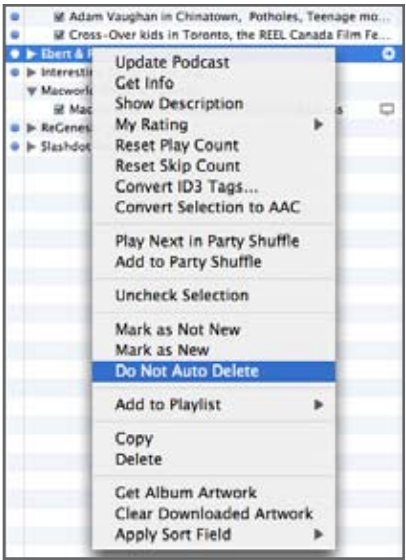 Adam Vaughan in Chinatown, Potholes, Teenage mo...
Cross-Over kids in Toronto, the REEL Canada Film Fe...
Ebert &
Interesti
Macworl
Mac
s
ReGenes
Slashdot
Update Podcast
Get Info
Show Description
My Rating
Reset Play Count
Reset Skip Count
Convert ID3 Tags...
Convert Selection to AAC
Play Next in Party Shuffle
Add to Party Shuffle
Uncheck Selection
Mark as Not New
Mark as New
Do Not Auto Delete
Add to Playlist
Copy
Delete
Get Album Artwork
Clear Downloaded Artwork
Apply Sort Field